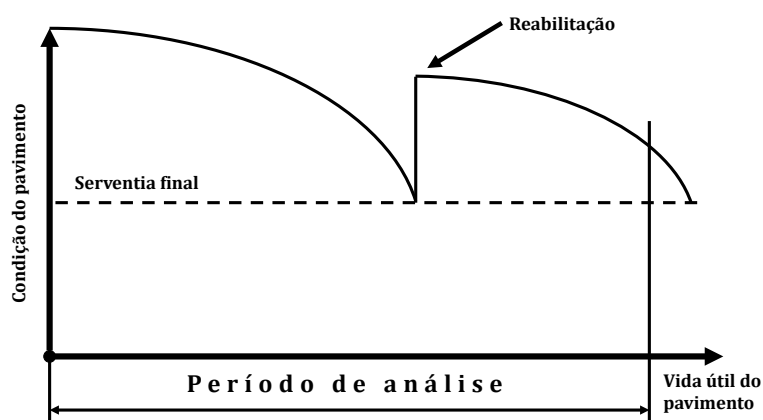 Reabilitação
Condição do pavimento
Serventia final
Período de análise
Vida útil do
pavimento